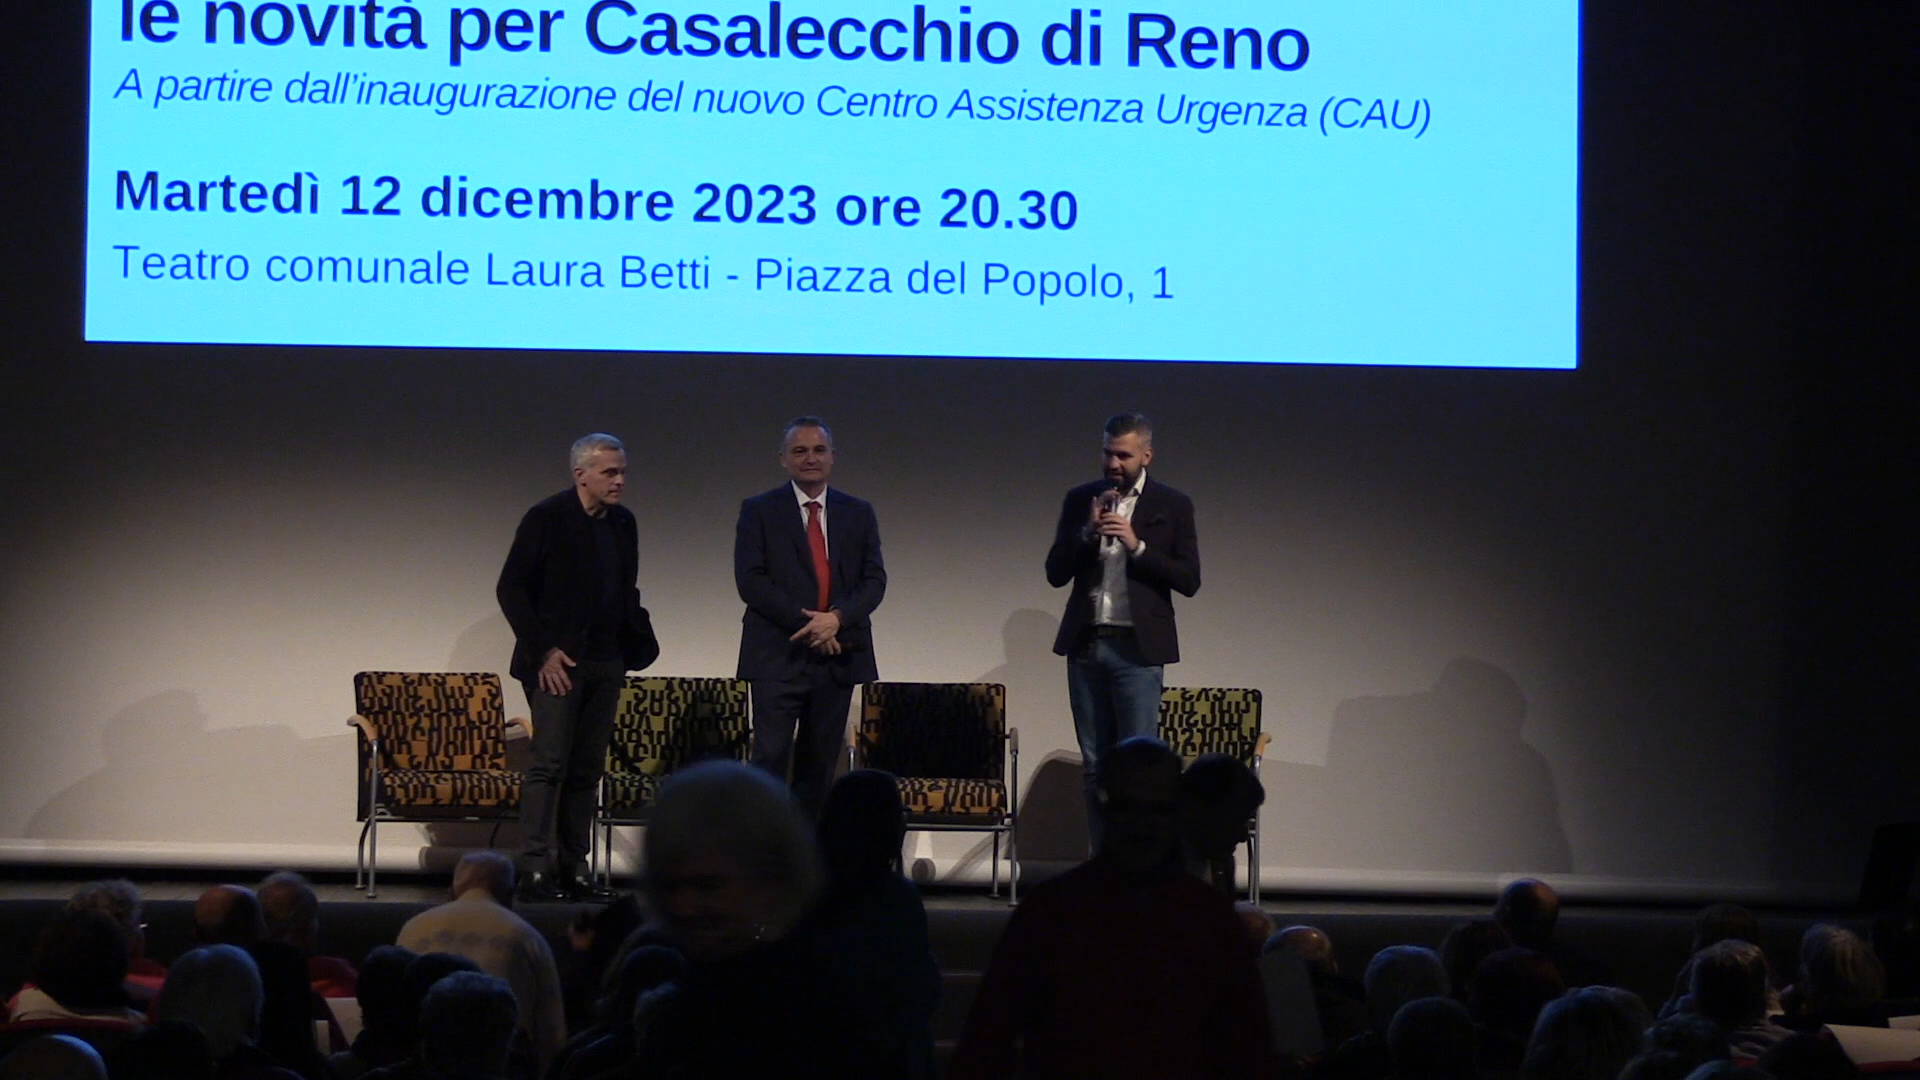 le novità per Casalecchio di Reno
A partire dall'inaugurazione del nuovo Centro Assistenza Urgenza (CAU)
Martedì 12 dicembre 2023 ore 20.30
Teatro comunale Laura Betti - Piazza del Popolo, 1